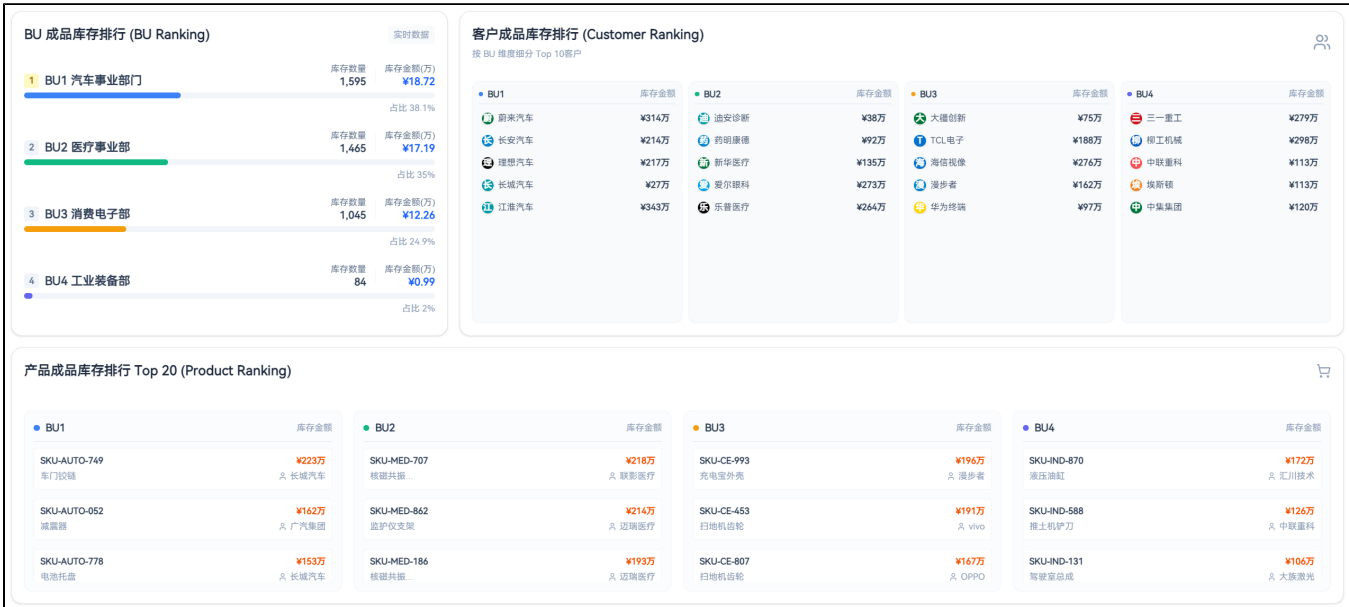 BU 成品库存排行 (BU Ranking)
实时数据
1 BU1 汽车事业部门
库存数量 库存金额(万)
1,595 ¥18.72
占比 38.1%
2 BU2 医疗事业部
库存数量 库存金额(万)
1,465 ¥17.19
占比 35%
3 BU3 消费电子部
库存数量 库存金额(万)
1,045 ¥12.26
占比 24.9%
4 BU4 工业装备部
库存数量 库存金额(万)
84 ¥0.99
占比 2%
客户成品库存排行 (Customer Ranking)
按 BU 维度细分 Top 10客户
BU1 库存金额
蔚 蔚来汽车 ¥314万
长 长安汽车 ¥214万
理 理想汽车 ¥217万
长 长城汽车 ¥27万
江 江淮汽车 ¥343万
BU2 库存金额
迪 迪安诊断 ¥38万
药 药明康德 ¥92万
新 新华医疗 ¥135万
爱 爱尔眼科 ¥273万
乐 乐普医疗 ¥264万
BU3 库存金额
大 大疆创新 ¥75万
T TCL电子 ¥188万
海 海信视像 ¥276万
漫 漫步者 ¥162万
华 华为终端 ¥97万
BU4 库存金额
三 三一重工 ¥279万
柳 柳工机械 ¥298万
中 中联重科 ¥113万
埃 埃斯顿 ¥113万
中 中集集团 ¥120万
产品成品库存排行 Top 20 (Product Ranking)
BU1 库存金额
SKU-AUTO-749 ¥223万
车门铰链 长城汽车
SKU-AUTO-052 ¥162万
减震器 广汽集团
SKU-AUTO-778 ¥153万
电池托盘 长城汽车
BU2 库存金额
SKU-MED-707 ¥218万
核磁共振... 联影医疗
SKU-MED-862 ¥214万
监护仪支架 迈瑞医疗
SKU-MED-186 ¥193万
核磁共振... 迈瑞医疗
BU3 库存金额
SKU-CE-993 ¥196万
充电宝外壳 漫步者
SKU-CE-453 ¥191万
扫地机齿轮 vivo
SKU-CE-807 ¥167万
扫地机齿轮 OPPO
BU4 库存金额
SKU-IND-870 ¥172万
液压油缸 汇川技术
SKU-IND-588 ¥126万
推土机铲刀 中联重科
SKU-IND-131 ¥106万
驾驶室总成 大族激光